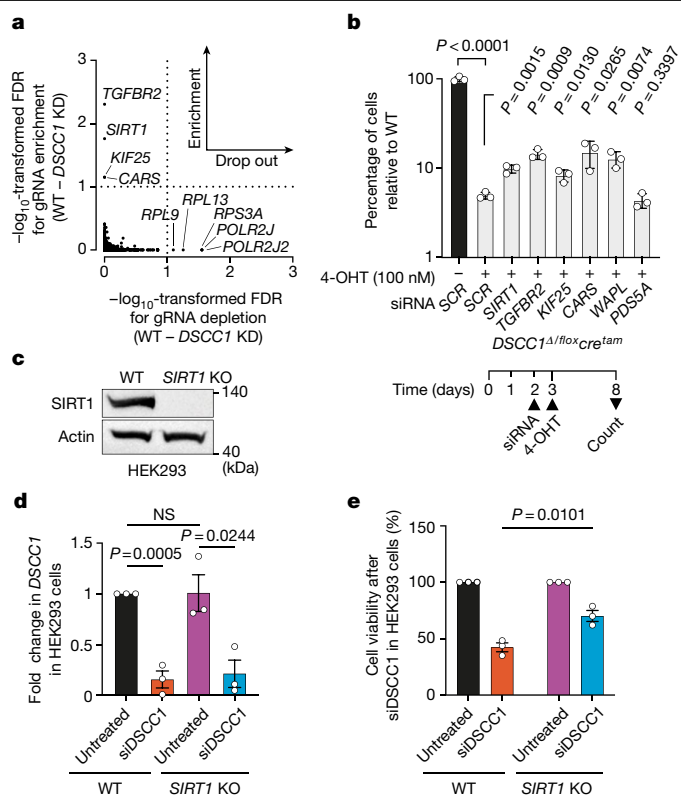 a
−log10-transformed FDR
for gRNA enrichment
(WT – DSCC1 KD)
3
2
1
0
TGFBR2
SIRT1
KIF25
CARS
Enrichment
Drop out
RPL9
RPL13
RPS3A
POLR2J
POLR2J2
0
1
2
3
−log10-transformed FDR
for gRNA depletion
(WT – DSCC1 KD)
b
Percentage of cells
relative to WT
100
10
1
P < 0.0001
P = 0.0015
P = 0.0009
P = 0.0130
P = 0.0265
P = 0.0074
P = 0.3397
4-OHT (100 nM) – + + + + + + +
siRNA SCR SCR SIRT1 TGFBR2 KIF25 CARS WAPL PDS5A
DSCC1Δ/floxcretam
Time (days) 0 1 2 3 8
siRNA
4-OHT
Count
c
WT SIRT1 KO
SIRT1
140
Actin
40
(kDa)
HEK293
d
Fold change in DSCC1
in HEK293 cells
1.5
1
0.5
0
NS
P = 0.0005
P = 0.0244
Untreated
siDSCC1
Untreated
siDSCC1
WT
SIRT1 KO
e
Cell viability after
siDSCC1 in HEK293 cells (%)
150
100
50
0
P = 0.0101
Untreated
siDSCC1
Untreated
siDSCC1
WT
SIRT1 KO